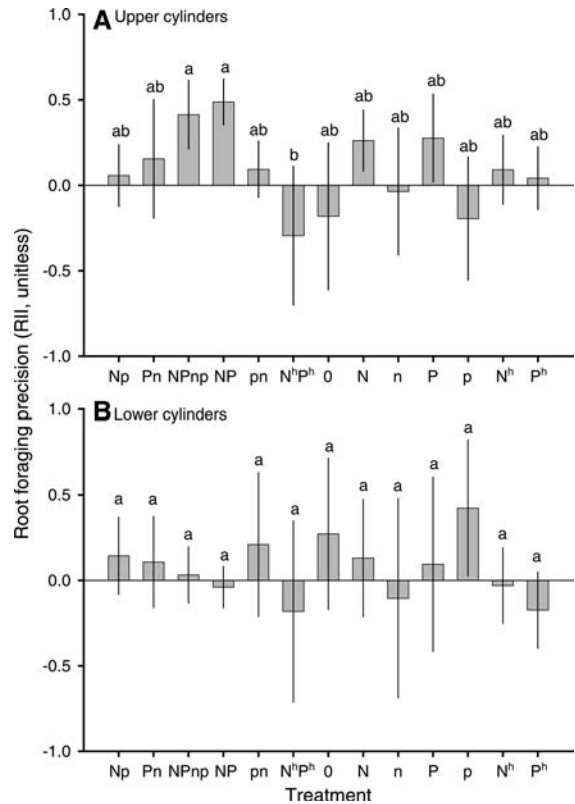 A Upper cylinders
1.0
0.5
0.0
-0.5
-1.0
ab ab a a ab b ab ab ab ab ab ab ab
Np Pn NPnp NP pn NʰPʰ 0 N n P p Nʰ Pʰ
Root foraging precision (RII, unitless)
B Lower cylinders
1.0
0.5
0.0
-0.5
-1.0
a a a a a a a a a a a a a
Np Pn NPnp NP pn NʰPʰ 0 N n P p Nʰ Pʰ
Treatment